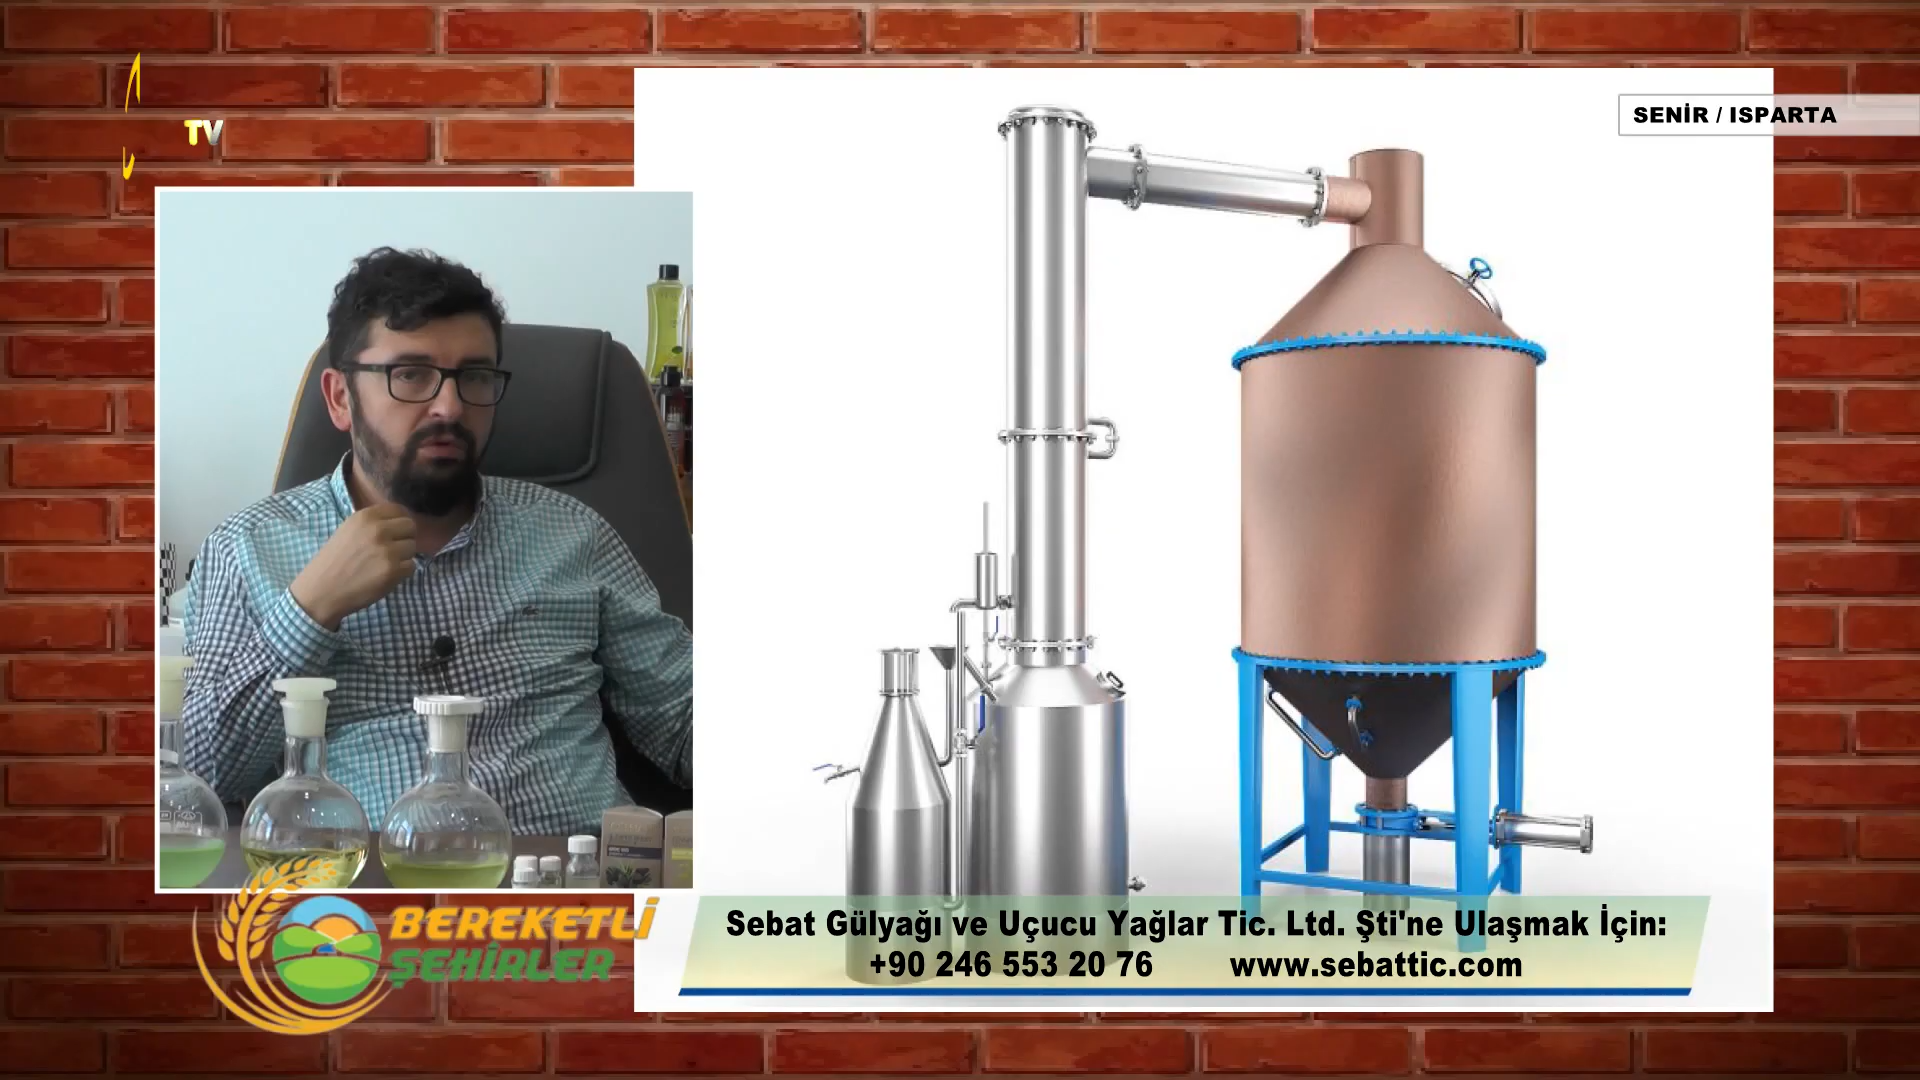 TV
SENİR / ISPARTA
BEREKETLİ
ŞEHİRLER
Sebat Gülyağı ve Uçucu Yağlar Tic. Ltd. Şti'ne Ulaşmak İçin:
+90 246 553 20 76 www.sebattic.com